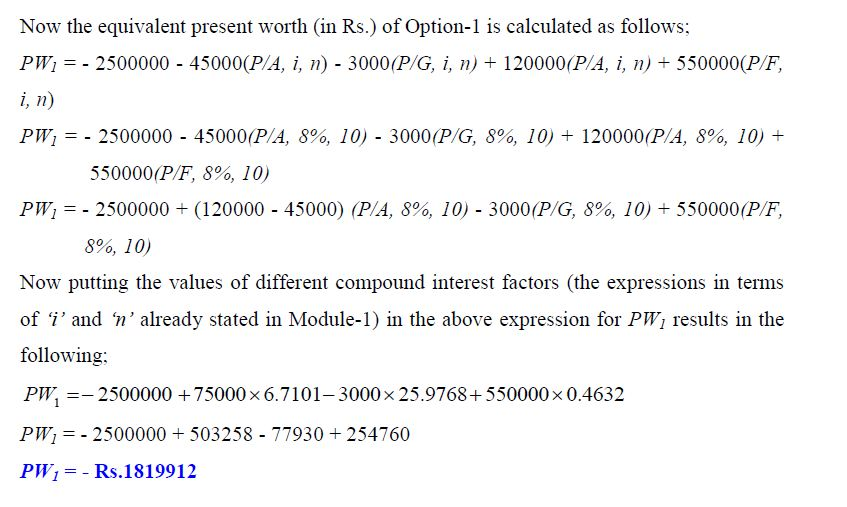 Now the equivalent present worth (in Rs.) of Option-1 is calculated as follows;
PW₁ = - 2500000 - 45000(P/A, i, n) - 3000(P/G, i, n) + 120000(P/A, i, n) + 550000(P/F,
i, n)
PW₁ = - 2500000 - 45000(P/A, 8%, 10) - 3000(P/G, 8%, 10) + 120000(P/A, 8%, 10) +
550000(P/F, 8%, 10)
PW₁ = - 2500000 + (120000 - 45000) (P/A, 8%, 10) - 3000(P/G, 8%, 10) + 550000(P/F,
8%, 10)
Now putting the values of different compound interest factors (the expressions in terms
of ‘i’ and ‘n’ already stated in Module-1) in the above expression for PW₁ results in the
following;
PW₁ =− 2500000 +75000×6.7101−3000×25.9768+550000×0.4632
PW₁ = - 2500000 + 503258 - 77930 + 254760
PW₁ = - Rs.1819912